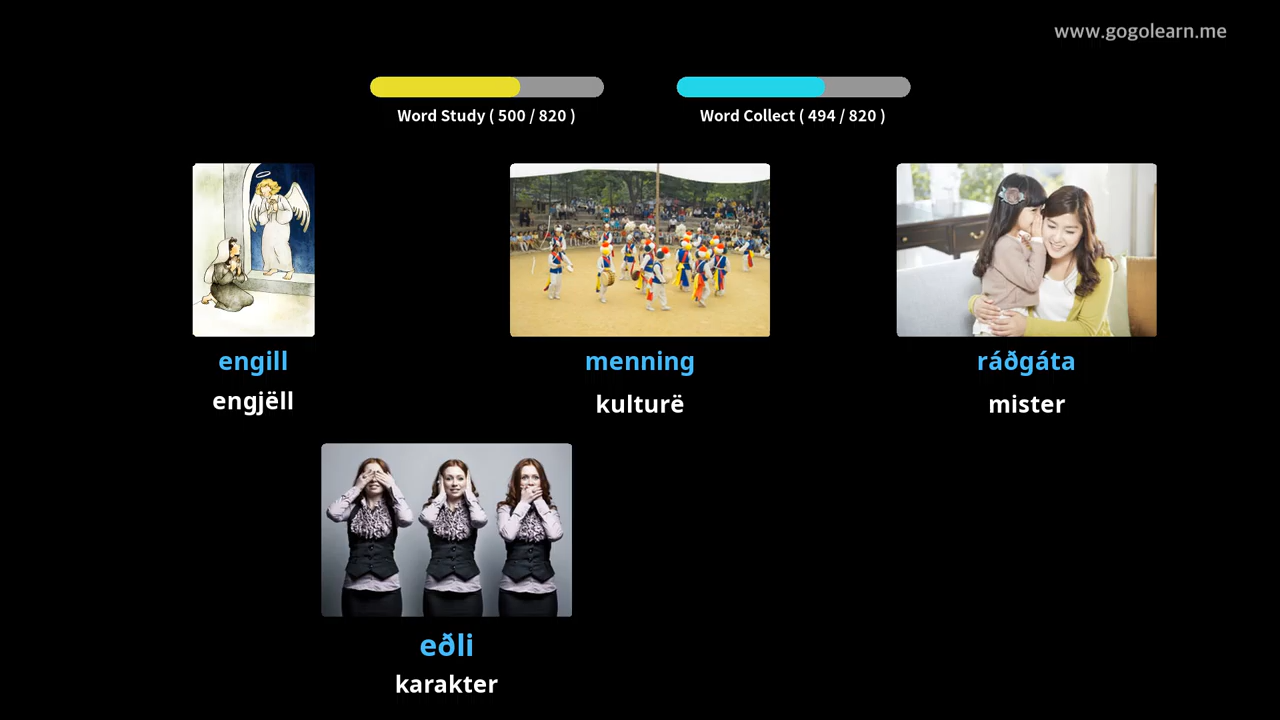 www.gogolearn.me
Word Study ( 500 / 820 )
Word Collect ( 494 / 820 )
engill
engjëll
menning
kulturë
ráðgáta
mister
eðli
karakter